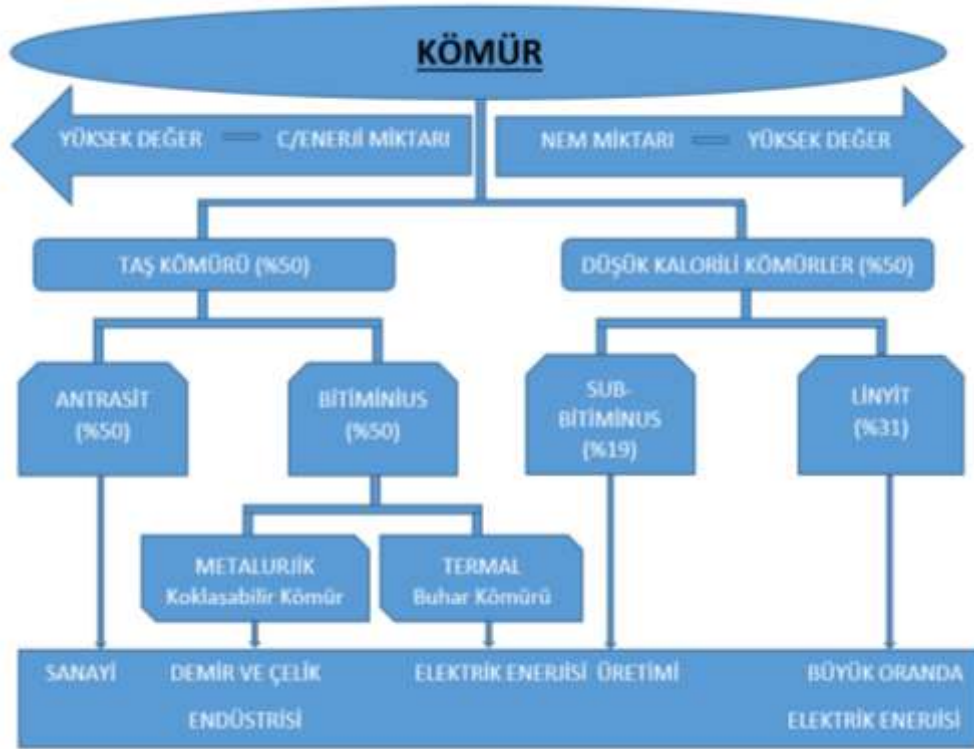 KÖMÜR
YÜKSEK DEĞER C/ENERJİ MİKTARI
NEM MİKTARI YÜKSEK DEĞER
TAŞ KÖMÜRÜ (%50)
DÜŞÜK KALORİLİ KÖMÜRLER (%50)
ANTRASİT
(%50)
BİTİMİNİUS
(%50)
SUB-
BİTİMİNUS
(%19)
LİNYİT
(%31)
METALURJİK
Koklaşabilir Kömür
TERMAL
Buhar Kömürü
SANAYİ
DEMİR VE ÇELİK
ENDÜSTRİSİ
ELEKTRİK ENERJİSİ ÜRETİMİ
BÜYÜK ORANDA
ELEKTRİK ENERJİSİ